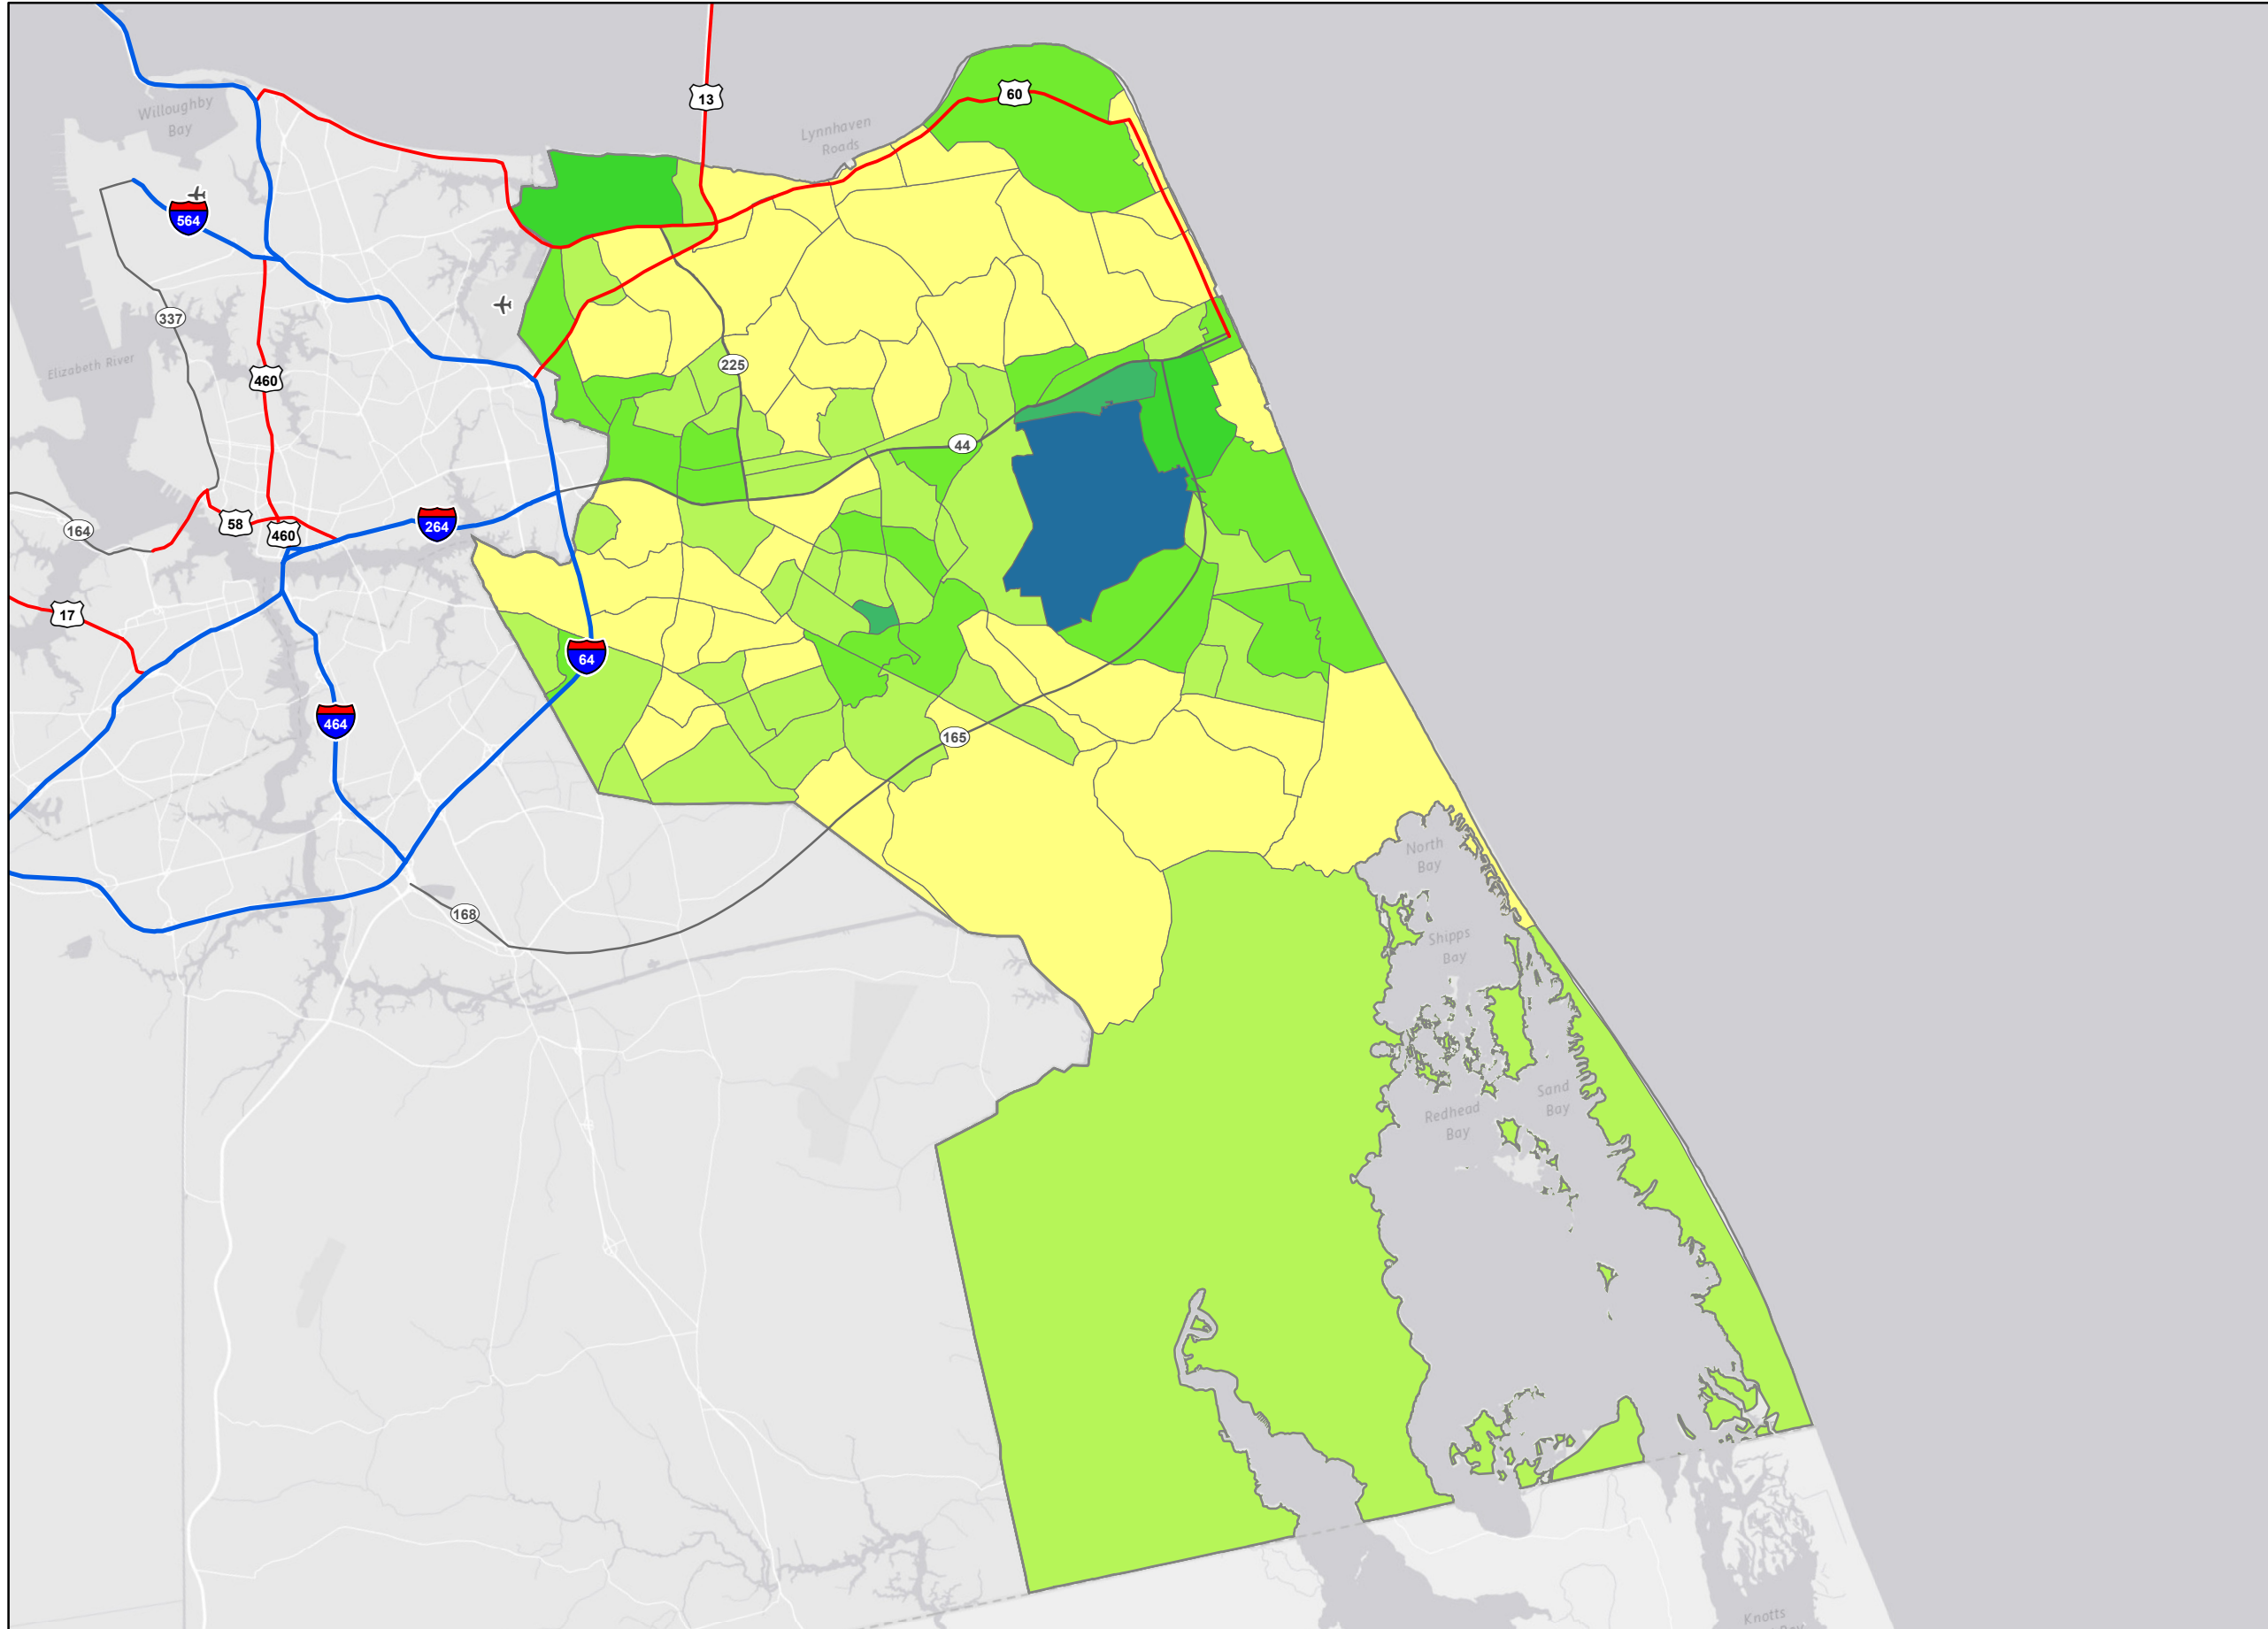 Willoughby
Bay
13
60
Lynnhaven
Roads
564
337
Elizabeth River
225
460
44
58
460
264
164
17
64
464
165
North
Bay
168
Shipps
Bay
Sand
Bay
Redhead
Bay
Knotts